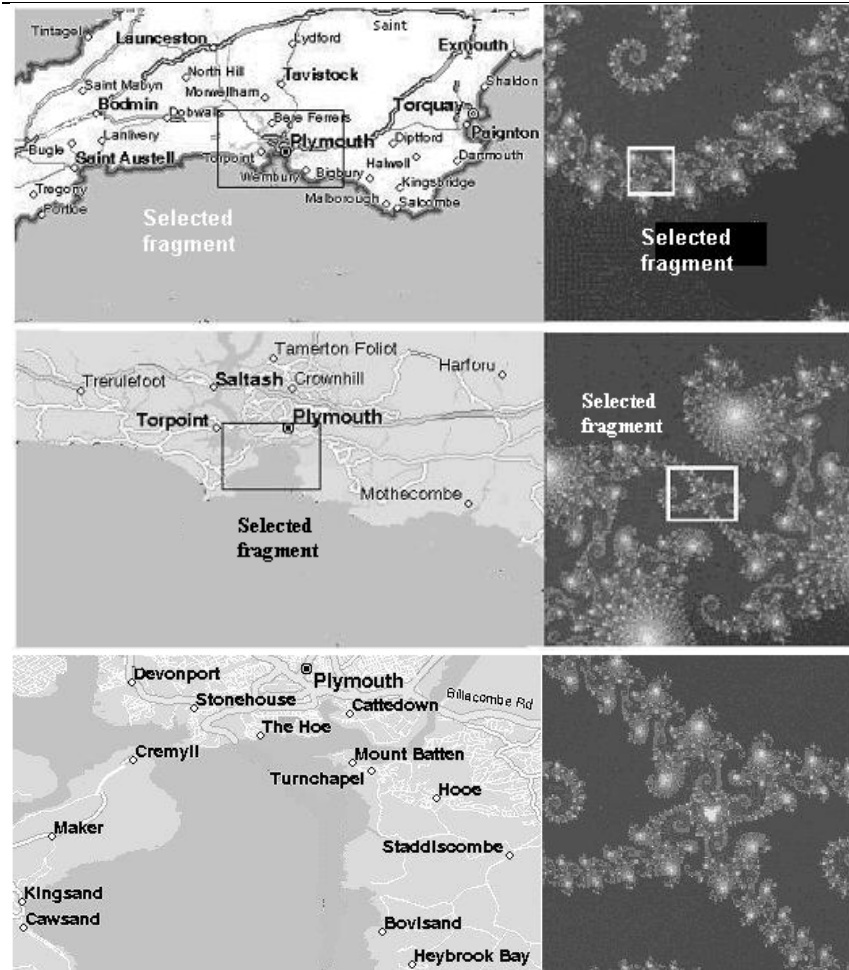 Tintagel
Launceston
Lydford
Saint
Exmouth
North Hill
Tavistock
Shaldon
Saint Mabyn
Morwellham
Bodmin
Dobwalls
Bere Ferrers
Torquay
Lanlivery
Plymouth
Diptford
Paignton
Bugle
Saint Austell
Torpoint
Halwell
Dartmouth
Wembury
Bigbury
Kingsbridge
Tregony
Malborough
Salcombe
Portloe
Selected
fragment
Selected
fragment
Tamerton Foliot
Harforu
Trerulefoot
Saltash
Crownhill
Torpoint
Plymouth
Mothecombe
Selected
fragment
Selected
fragment
Devonport
Plymouth
Stonehouse
Billacombe Rd
Cattedown
The Hoe
Cremyll
Mount Batten
Turnchapel
Hooe
Maker
Staddiscombe
Kingsand
Cawsand
Bovisand
Heybrook Bay